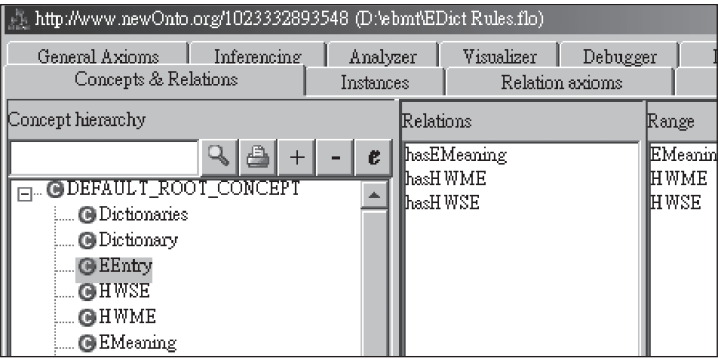 http://www.newOnto.org/1023332893548 (D:\ebmt\EDict Rules.flo)
General Axioms Inferencing Analyzer Visualizer Debugger
Concepts & Relations Instances Relation axioms
Concept hierarchy
+ - e
DEFAULT_ROOT_CONCEPT
Dictionaries
Dictionary
EEntry
HWSE
HWME
EMeaning
Relations
hasEMeaning
hasHWME
hasHWSE
Range
EMeanin
HWME
HWSE